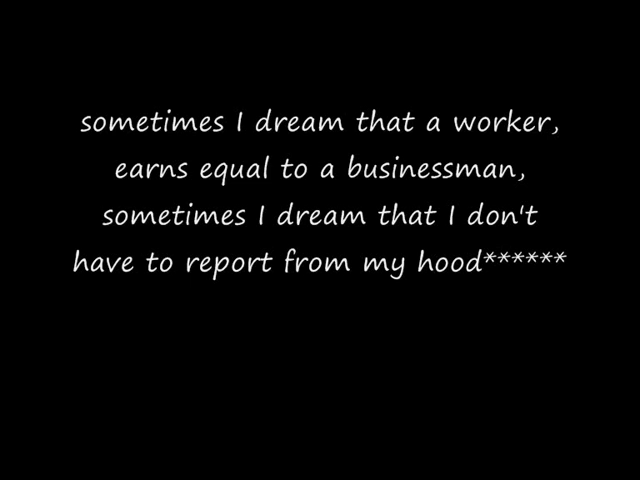 sometimes I dream that a worker,
earns equal to a businessman,
sometimes I dream that I don't
have to report from my hood******